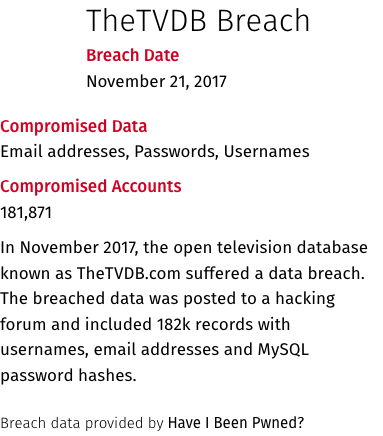 TheTVDB Breach
Breach Date
November 21, 2017
Compromised Data
Email addresses, Passwords, Usernames
Compromised Accounts
181,871
In November 2017, the open television database
known as TheTVDB.com suffered a data breach.
The breached data was posted to a hacking
forum and included 182k records with
usernames, email addresses and MySQL
password hashes.
Breach data provided by Have I Been Pwned?